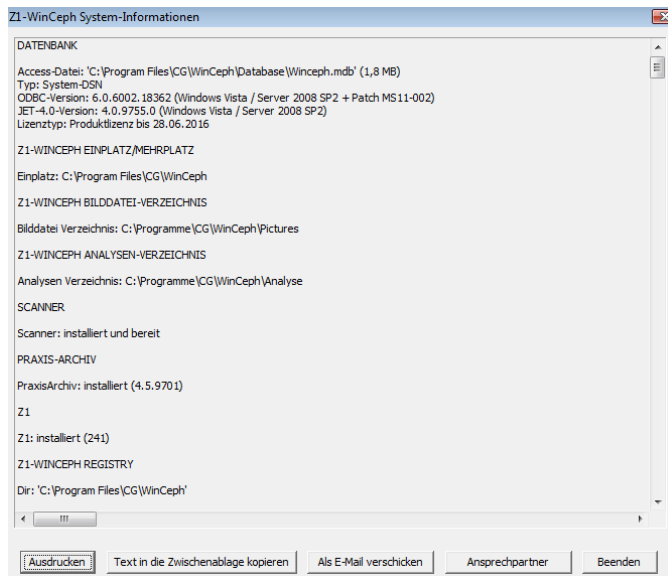 Z1-WinCeph System-Informationen
DATENBANK
Access-Datei: 'C:\Program Files\CG\WinCeph\Database\Winceph.mdb' (1,8 MB)
Typ: System-DSN
ODBC-Version: 6.0.6002.18362 (Windows Vista / Server 2008 SP2 + Patch MS11-002)
JET-4.0-Version: 4.0.9755.0 (Windows Vista / Server 2008 SP2)
Lizenztyp: Produktlizenz bis 28.06.2016
Z1-WINCEPH EINPLATZ/MEHRPLATZ
Einplatz: C:\Program Files\CG\WinCeph
Z1-WINCEPH BILDDATEI-VERZEICHNIS
Bilddatei Verzeichnis: C:\Programme\CG\WinCeph\Pictures
Z1-WINCEPH ANALYSEN-VERZEICHNIS
Analysen Verzeichnis: C:\Programme\CG\WinCeph\Analyse
SCANNER
Scanner: installiert und bereit
PRAXIS-ARCHIV
PraxisArchiv: installiert (4.5.9701)
Z1
Z1: installiert (241)
Z1-WINCEPH REGISTRY
Dir: 'C:\Program Files\CG\WinCeph'
Ausdrucken Text in die Zwischenablage kopieren Als E-Mail verschicken Ansprechpartner Beenden